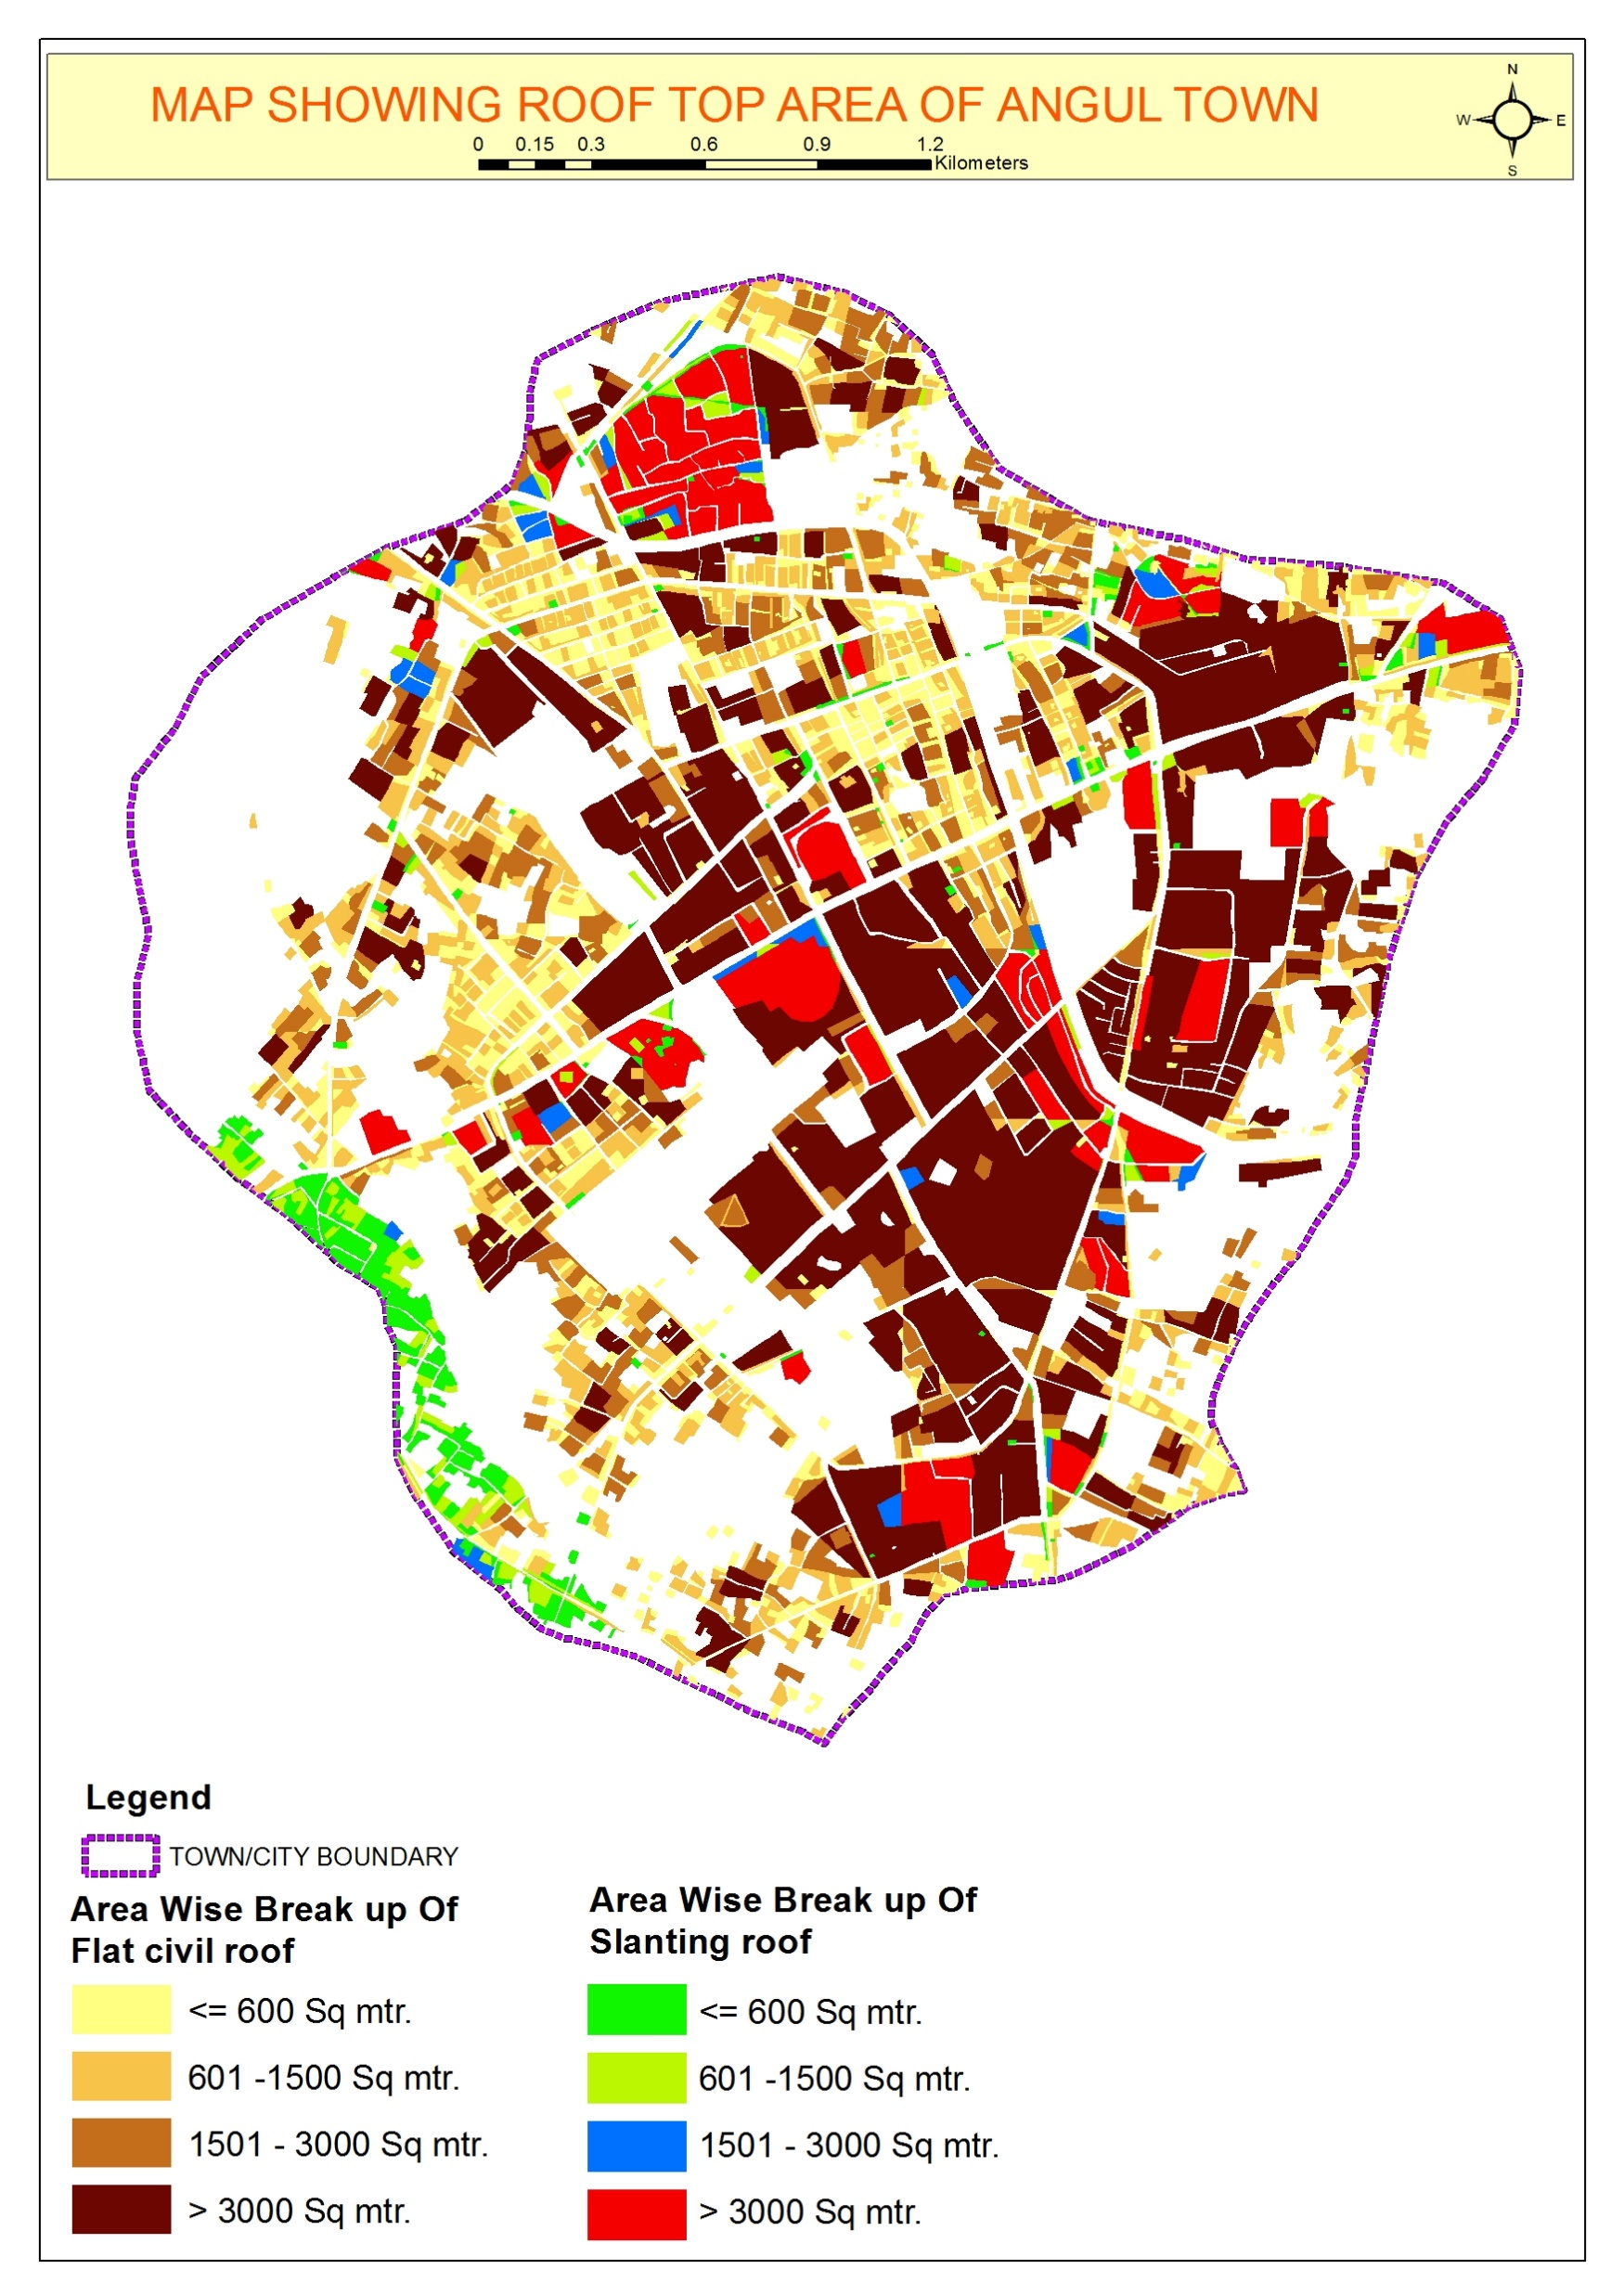 MAP SHOWING ROOF TOP AREA OF ANGUL TOWN
N
W E
S
0 0.15 0.3 0.6 0.9 1.2
Kilometers
Legend
TOWN/CITY BOUNDARY
Area Wise Break up Of
Flat civil roof
<= 600 Sq mtr.
601 -1500 Sq mtr.
1501 - 3000 Sq mtr.
> 3000 Sq mtr.
Area Wise Break up Of
Slanting roof
<= 600 Sq mtr.
601 -1500 Sq mtr.
1501 - 3000 Sq mtr.
> 3000 Sq mtr.